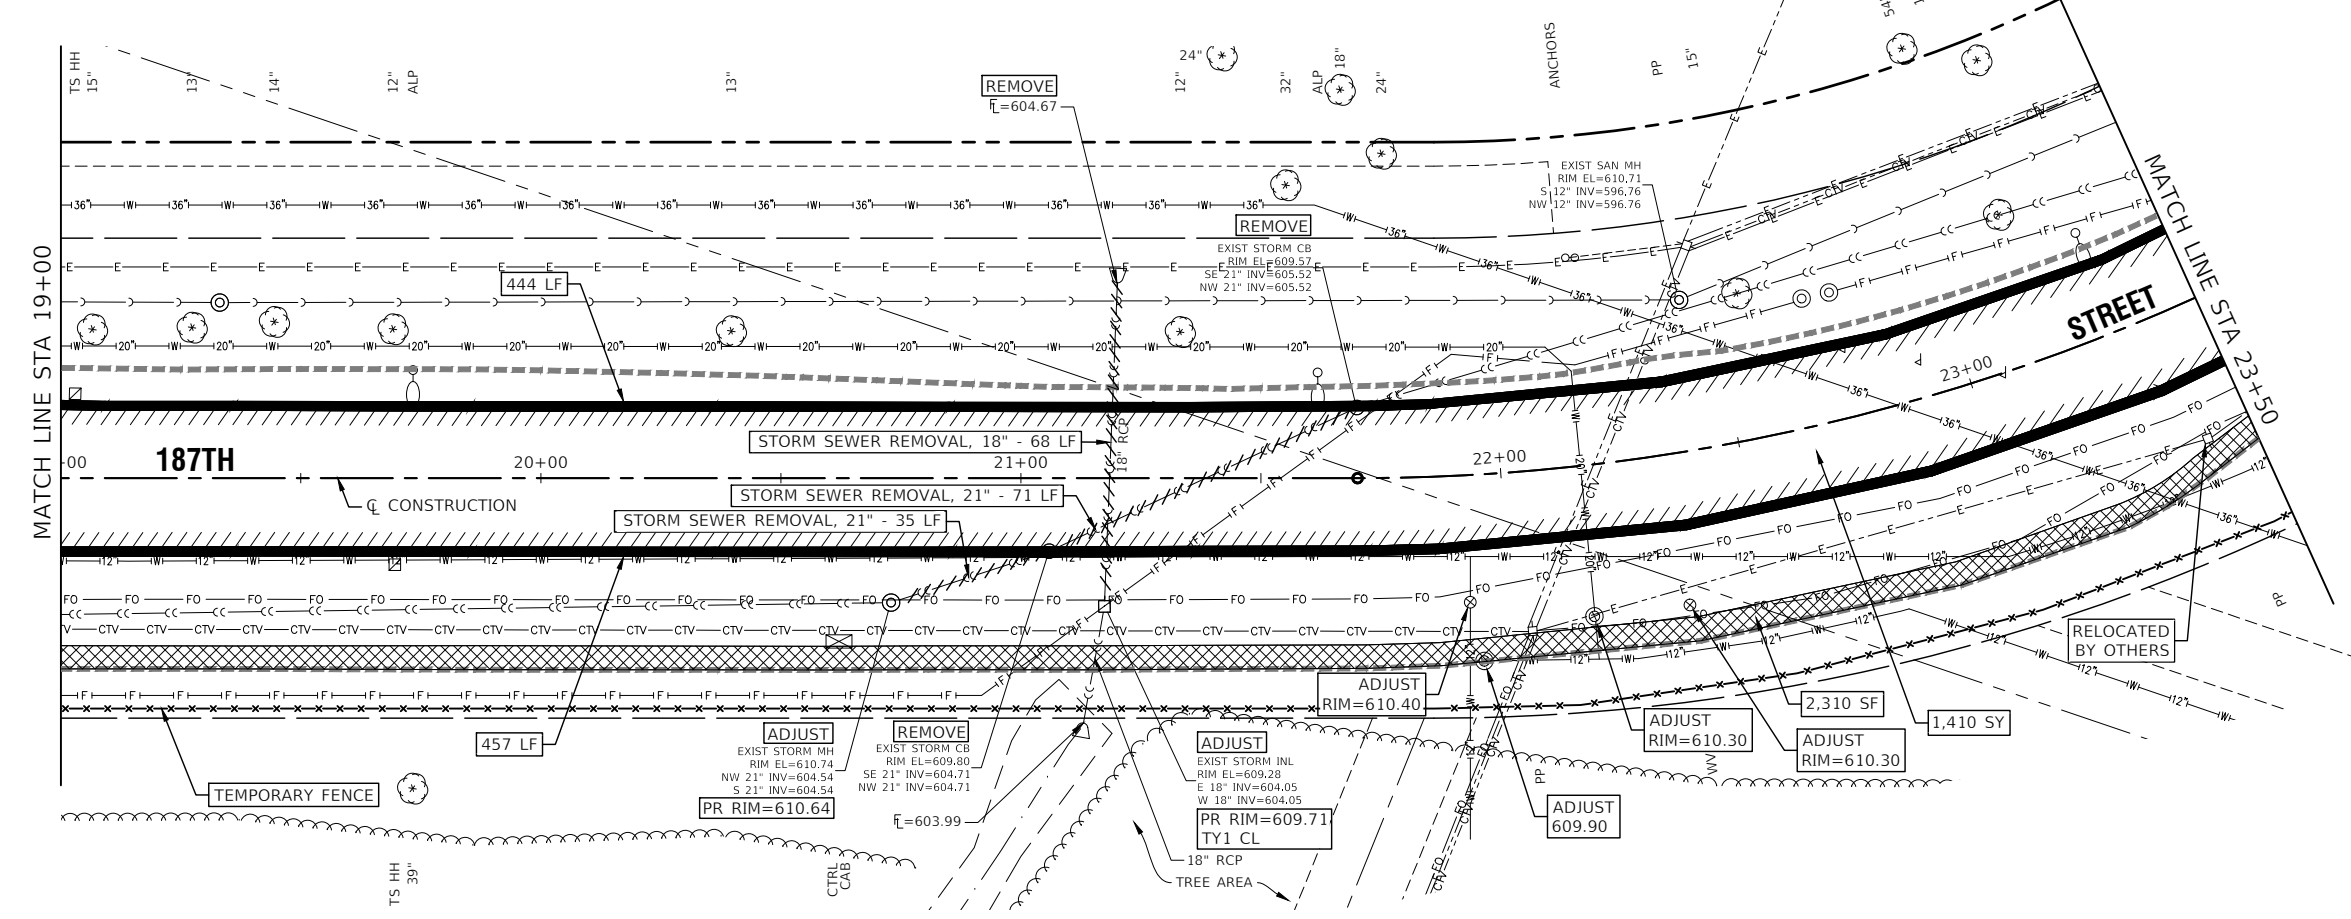 TS HH
15"
13"
14"
12"
ALP
13"
REMOVE
FL=604.67
12"
24"
32"
ALP
18"
24"
ANCHORS
PP
15"
EXIST SAN MH
RIM EL=610.71
S 12" INV=596.76
NW 12" INV=596.76
REMOVE
EXIST STORM CB
RIM EL=609.57
SE 21" INV=605.52
NW 21" INV=605.52
444 LF
MATCH LINE STA 19+00
MATCH LINE STA 23+50
187TH
STREET
20+00
21+00
22+00
23+00
CL CONSTRUCTION
STORM SEWER REMOVAL, 18" - 68 LF
18" RCP
STORM SEWER REMOVAL, 21" - 71 LF
STORM SEWER REMOVAL, 21" - 35 LF
457 LF
TEMPORARY FENCE
ADJUST
EXIST STORM MH
RIM EL=610.74
NW 21" INV=604.54
S 21" INV=604.54
PR RIM=610.64
REMOVE
EXIST STORM CB
RIM EL=609.80
SE 21" INV=604.71
NW 21" INV=604.71
FL=603.99
ADJUST
EXIST STORM INL
RIM EL=609.28
E 18" INV=604.05
W 18" INV=604.05
PR RIM=609.71
TY1 CL
18" RCP
TREE AREA
ADJUST
RIM=610.40
ADJUST
609.90
ADJUST
RIM=610.30
ADJUST
RIM=610.30
2,310 SF
1,410 SY
RELOCATED
BY OTHERS
PP
WV
PP
TS HH
39"
CTRL
CAB